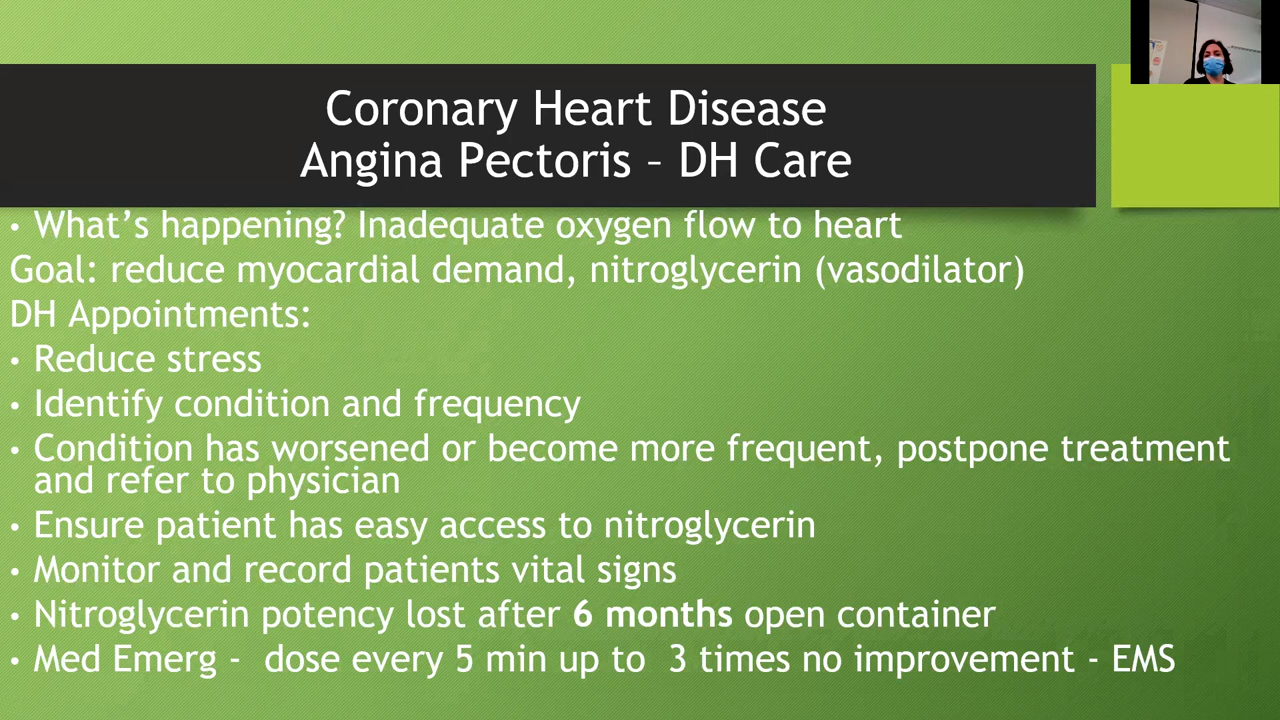 Coronary Heart Disease
Angina Pectoris – DH Care
• What's happening? Inadequate oxygen flow to heart
Goal: reduce myocardial demand, nitroglycerin (vasodilator)
DH Appointments:
• Reduce stress
• Identify condition and frequency
• Condition has worsened or become more frequent, postpone treatment
and refer to physician
• Ensure patient has easy access to nitroglycerin
• Monitor and record patients vital signs
• Nitroglycerin potency lost after 6 months open container
• Med Emerg -  dose every 5 min up to  3 times no improvement - EMS